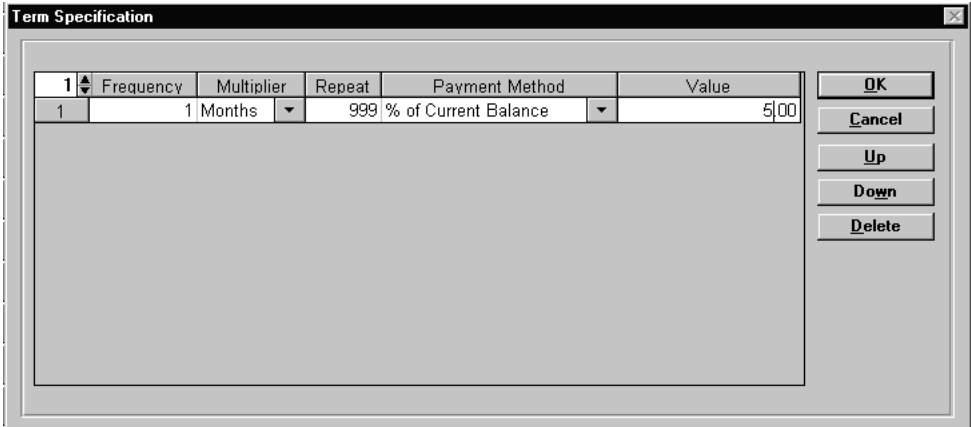 Term Specification
1 Frequency Multiplier Repeat Payment Method Value
1 1 Months 999 % of Current Balance 5.00
OK
Cancel
Up
Down
Delete